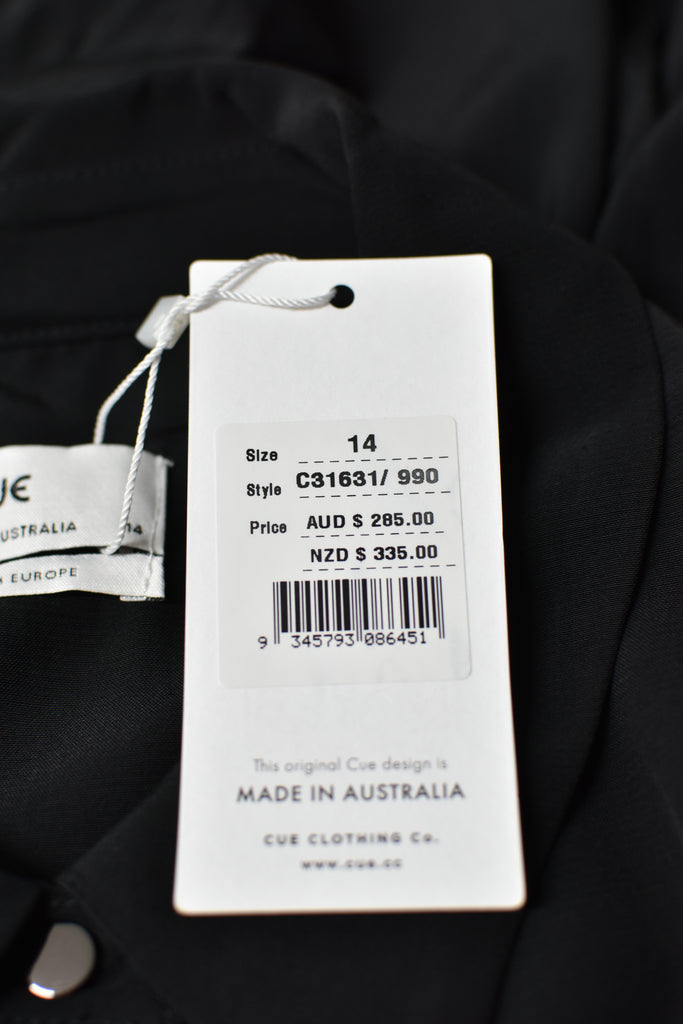 Size 14
Style C31631/ 990
Price AUD $ 285.00
NZD $ 335.00
9 345793 086451
This original Cue design is
MADE IN AUSTRALIA
CUE CLOTHING Co.
www.cue.cc
UE
USTRALIA 14
EUROPE